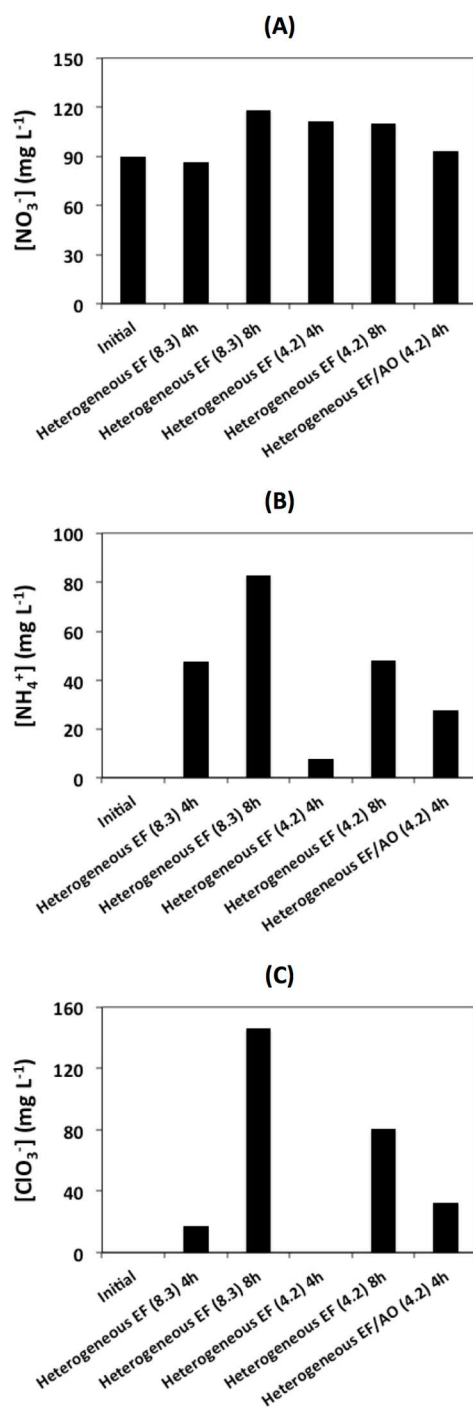 (A)
[NO₃⁻] (mg L⁻¹)
150
120
90
60
30
0
Initial
Heterogeneous EF (8.3) 4h
Heterogeneous EF (8.3) 8h
Heterogeneous EF (4.2) 4h
Heterogeneous EF (4.2) 8h
Heterogeneous EF/AO (4.2) 4h
(B)
[NH₄⁺] (mg L⁻¹)
100
80
60
40
20
0
Initial
Heterogeneous EF (8.3) 4h
Heterogeneous EF (8.3) 8h
Heterogeneous EF (4.2) 4h
Heterogeneous EF (4.2) 8h
Heterogeneous EF/AO (4.2) 4h
(C)
[ClO₃⁻] (mg L⁻¹)
160
120
80
40
0
Initial
Heterogeneous EF (8.3) 4h
Heterogeneous EF (8.3) 8h
Heterogeneous EF (4.2) 4h
Heterogeneous EF (4.2) 8h
Heterogeneous EF/AO (4.2) 4h